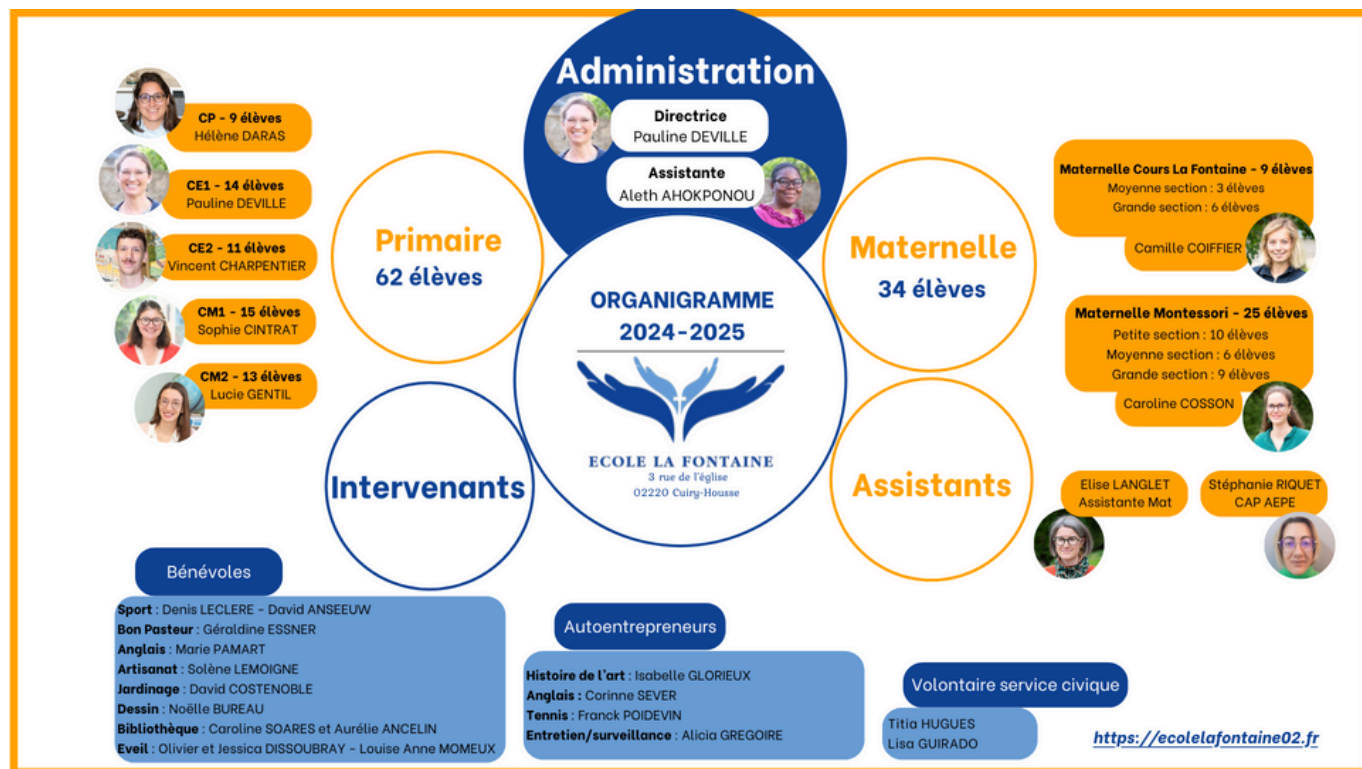 Administration
Directrice
Pauline DEVILLE
Assistante
Aleth AHOKPONOU
CP - 9 élèves
Hélène DARAS
CE1 - 14 élèves
Pauline DEVILLE
CE2 - 11 élèves
Vincent CHARPENTIER
CM1 - 15 élèves
Sophie CINTRAT
CM2 - 13 élèves
Lucie GENTIL
Primaire
62 élèves
ORGANIGRAMME
2024-2025
ECOLE LA FONTAINE
3 rue de l'église
02220 Cuiry-Housse
Maternelle
34 élèves
Maternelle Cours La Fontaine - 9 élèves
Moyenne section : 3 élèves
Grande section : 6 élèves
Camille COIFFIER
Maternelle Montessori - 25 élèves
Petite section : 10 élèves
Moyenne section : 6 élèves
Grande section : 9 élèves
Caroline COSSON
Intervenants
Assistants
Elise LANGLET
Assistante Mat
Stéphanie RIQUET
CAP AEPE
Bénévoles
Sport : Denis LECLERE - David ANSEEUW
Bon Pasteur : Géraldine ESSNER
Anglais : Marie PAMART
Artisanat : Solène LEMOIGNE
Jardinage : David COSTENOBLE
Dessin : Noëlle BUREAU
Bibliothèque : Caroline SOARES et Aurélie ANCELIN
Eveil : Olivier et Jessica DISSOUBRAY - Louise Anne MOMEUX
Autoentrepreneurs
Histoire de l'art : Isabelle GLORIEUX
Anglais : Corinne SEVER
Tennis : Franck POIDEVIN
Entretien/surveillance : Alicia GREGOIRE
Volontaire service civique
Titia HUGUES
Lisa GUIRADO
https://ecolelafontaine02.fr